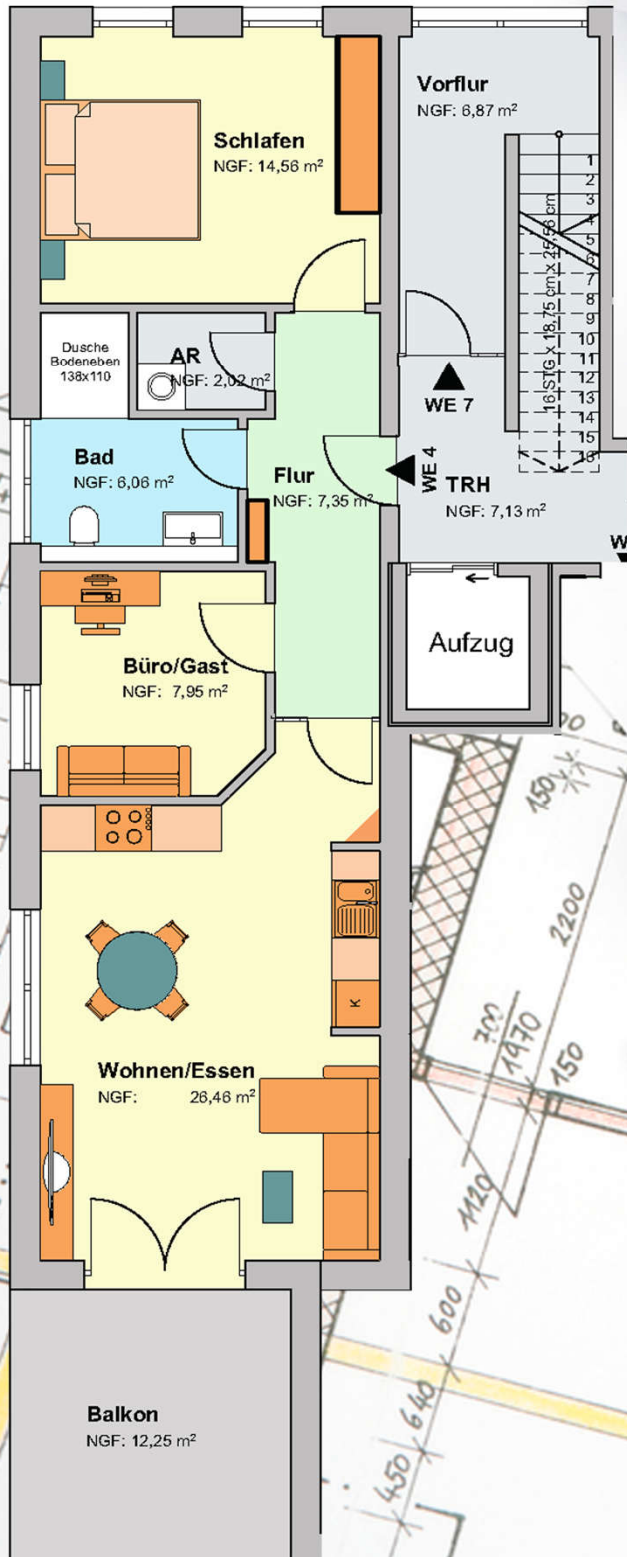 Vorflur
NGF: 6,87 m²
Schlafen
NGF: 14,56 m²
1
2
3
4
5
6
7
8
9
10
11
12
13
14
15
16
16 STG x 18,75 cm x 25,56 cm
Dusche
Bodeneben
138x110
AR
NGF: 2,02 m²
WE 7
Bad
NGF: 6,06 m²
Flur
NGF: 7,35 m²
WE 4
TRH
NGF: 7,13 m²
W
Aufzug
Büro/Gast
NGF: 7,95 m²
150
2200
K
700
1970
150
Wohnen/Essen
NGF: 26,46 m²
1120
600
640
450
Balkon
NGF: 12,25 m²